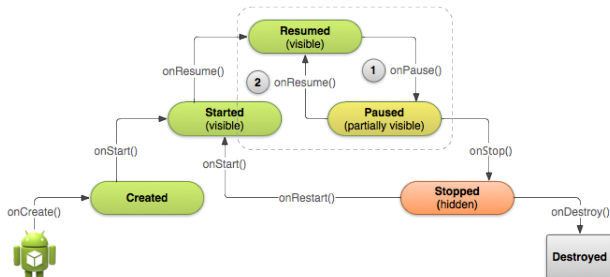 Resumed
(visible)
onResume()
2
onResume()
1
onPause()
Started
(visible)
Paused
(partially visible)
onStart()
onStart()
onStop()
Created
onRestart()
Stopped
(hidden)
onCreate()
onDestroy()
Destroyed